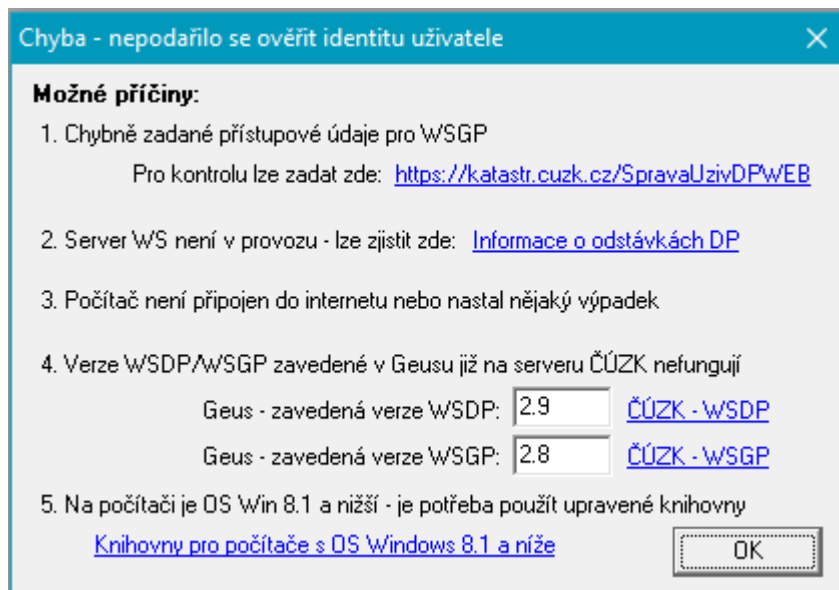 Chyba - nepodařilo se ověřit identitu uživatele
Možné příčiny:
1. Chybně zadané přístupové údaje pro WSGP
Pro kontrolu lze zadat zde: https://katastr.cuzk.cz/SpravaUzivDPWEB
2. Server WS není v provozu - lze zjistit zde: Informace o odstávkách DP
3. Počítač není připojen do internetu nebo nastal nějaký výpadek
4. Verze WSDP/WSGP zavedené v Geusu již na serveru ČÚZK nefungují
Geus - zavedená verze WSDP: 2.9 ČÚZK - WSDP
Geus - zavedená verze WSGP: 2.8 ČÚZK - WSGP
5. Na počítači je OS Win 8.1 a nižší - je potřeba použít upravené knihovny
Knihovny pro počítače s OS Windows 8.1 a níže OK